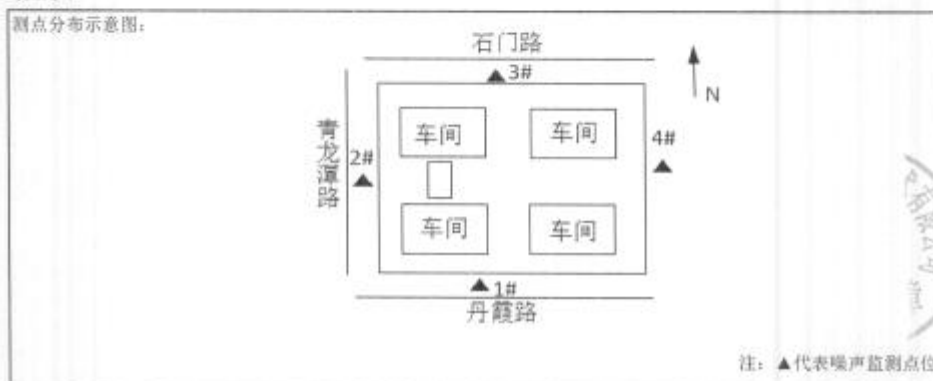 测点分布示意图：
石门路
3#
N
青龙潭路
车间
车间
4#
2#
车间
车间
1#
丹霞路
注：▲代表噪声监测点位